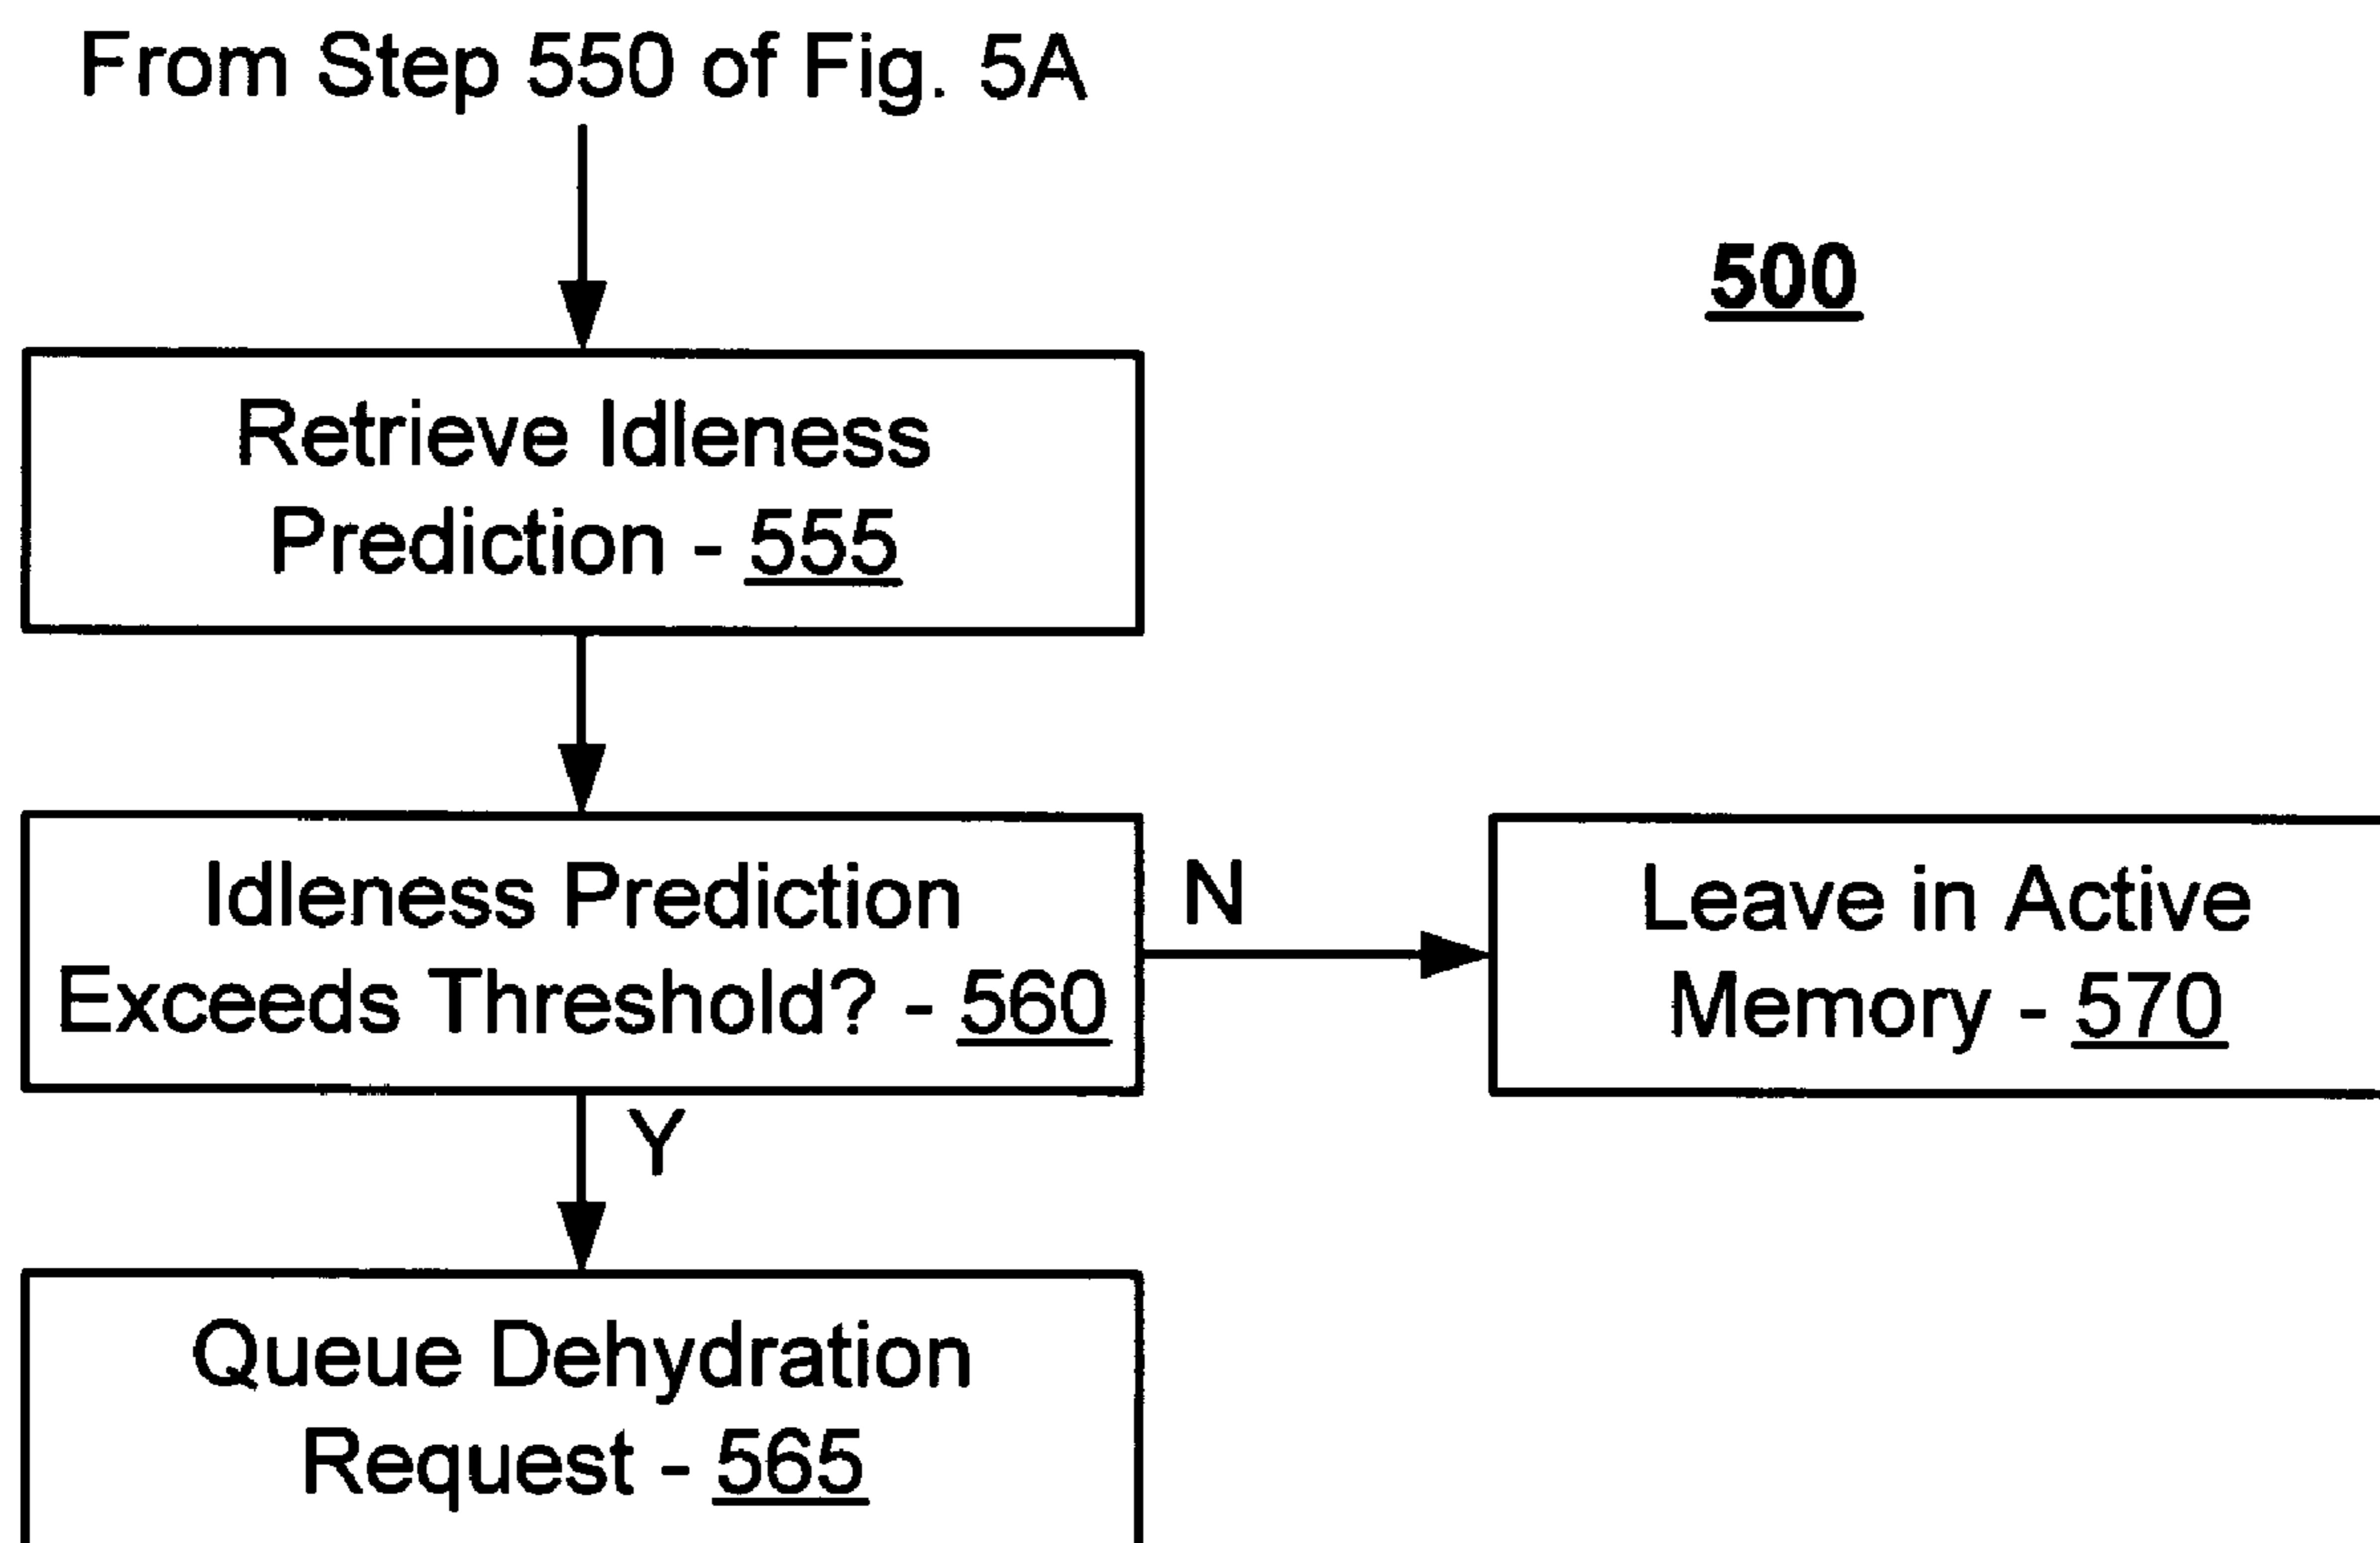 From Step 550 of Fig. 5A
500
Retrieve Idleness
Prediction - 555
Idleness Prediction
Exceeds Threshold? - 560
N
Leave in Active
Memory - 570
Y
Queue Dehydration
Request - 565